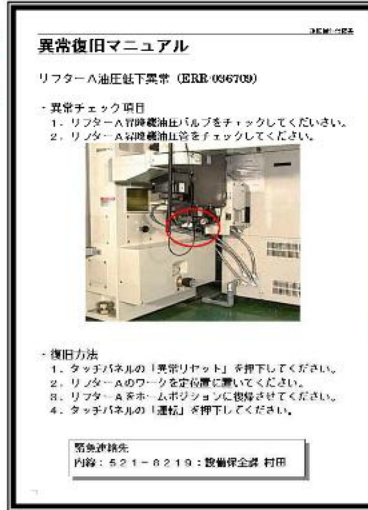 異常復旧マニュアル
リフターA油圧低下異常 (ERR-036709)
・異常チェック項目
1. リフターA昇降機油圧バルブをチェックしてください。
2. リフターA昇降機油圧管をチェックしてください。
・復旧方法
1. タッチパネルの「異常リセット」を押下してください。
2. リフターAのワークを定位置に置いてください。
3. リフターAをホームポジションに復帰させてください。
4. タッチパネルの「運転」を押下してください。
緊急連絡先
内線:521-8219:設備保全課 村田